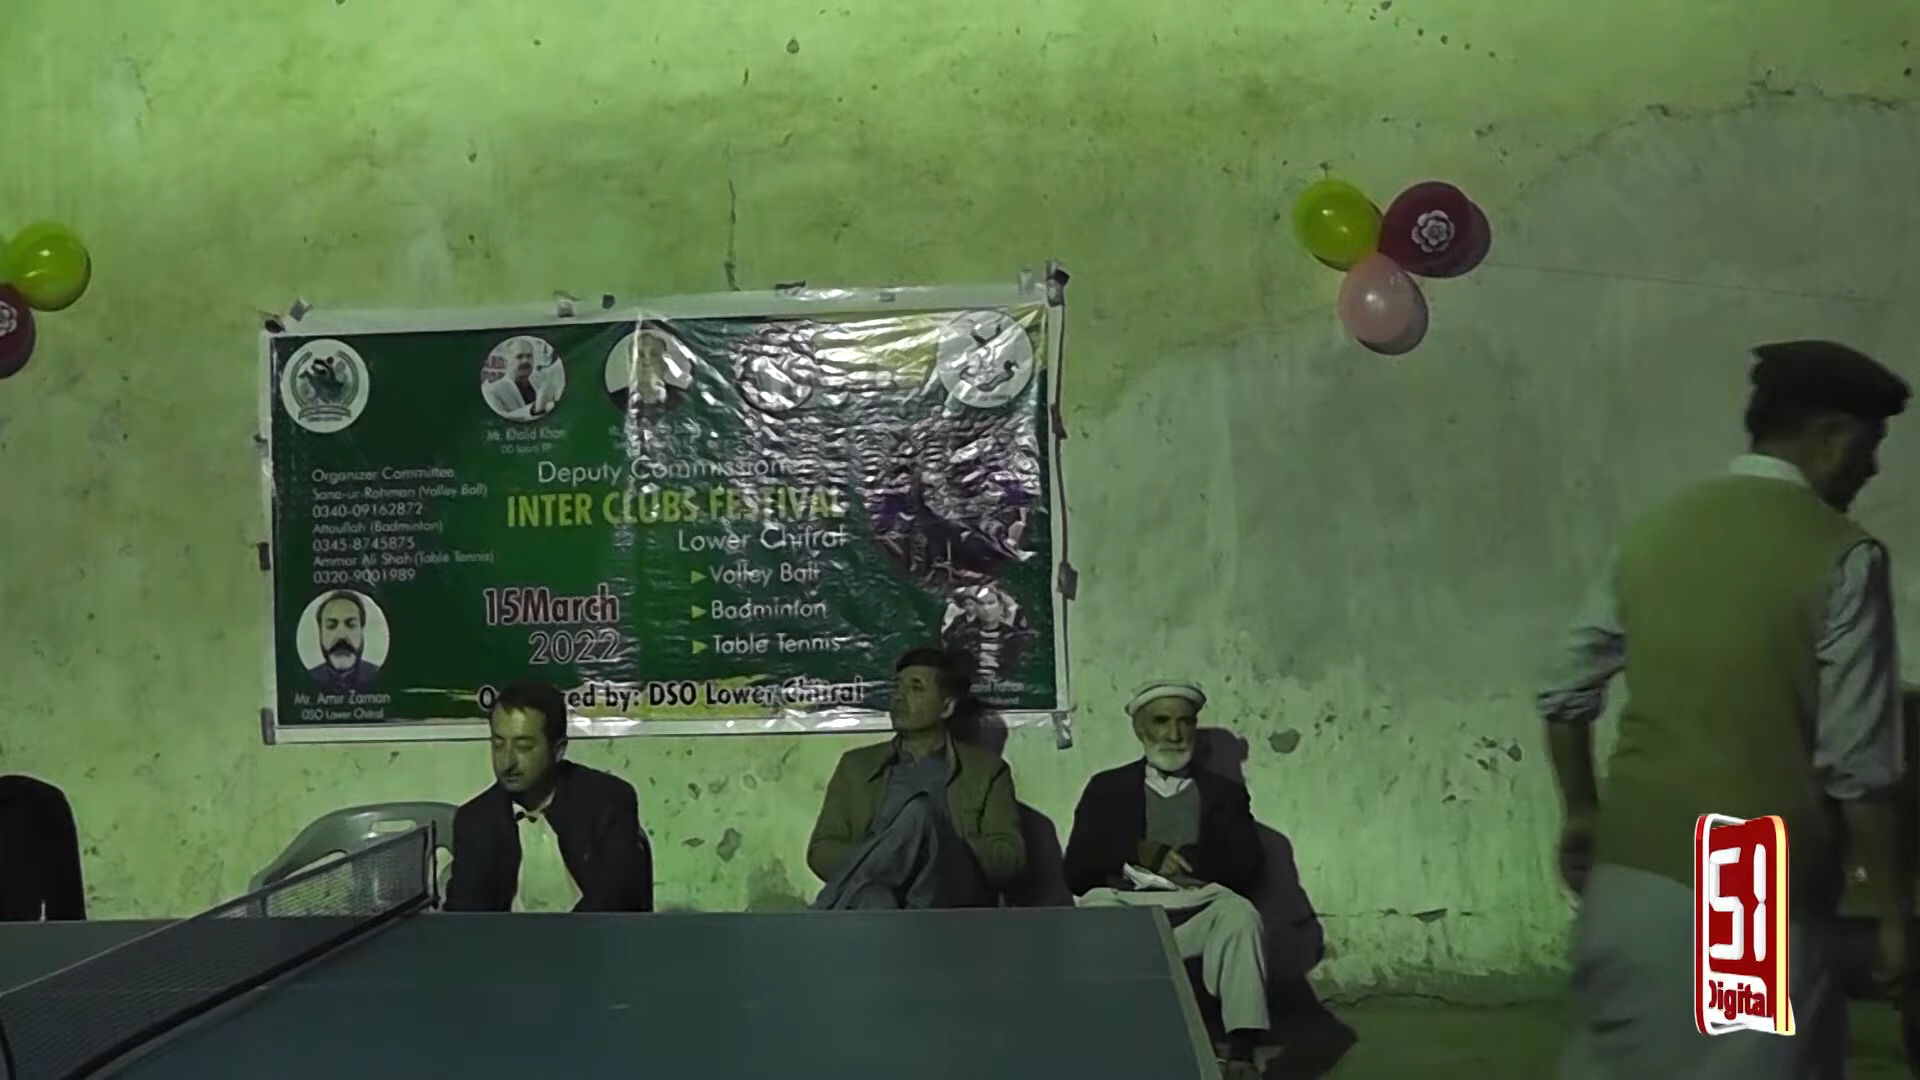 Mr. Khalid Khan
Organizer Committee
Sana-ur-Rahman (Volley Ball)
0340-09162872
Attaullah (Badminton)
0345-8745875
Ammar Ali Shah (Table Tennis)
0320-9001989
Mr. Amir Zaman
DSO Lower Chitral
Deputy Commissioner
INTER CLUBS FESTIVAL
Lower Chitral
Volley Ball
Badminton
Table Tennis
15March
2022
by: DSO Lower Chitral
51
Digital